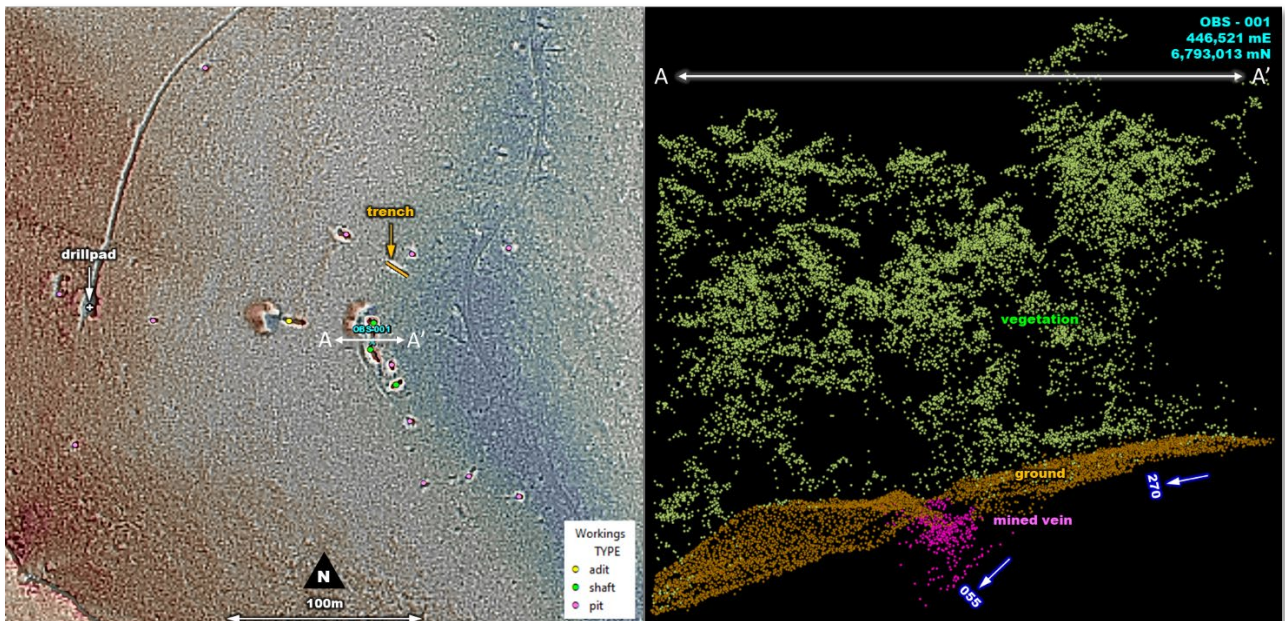 drillpad
trench
OBS-001
A
A'
N
100m
Workings
TYPE
adit
shaft
pit
OBS - 001
446,521 mE
6,793,013 mN
A
A'
vegetation
ground
mined vein
270
055